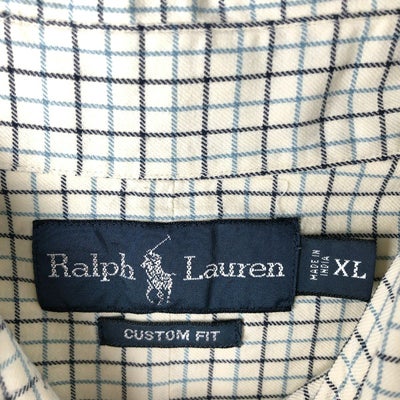 Ralph Lauren
MADE IN
INDIA
XL
CUSTOM FIT